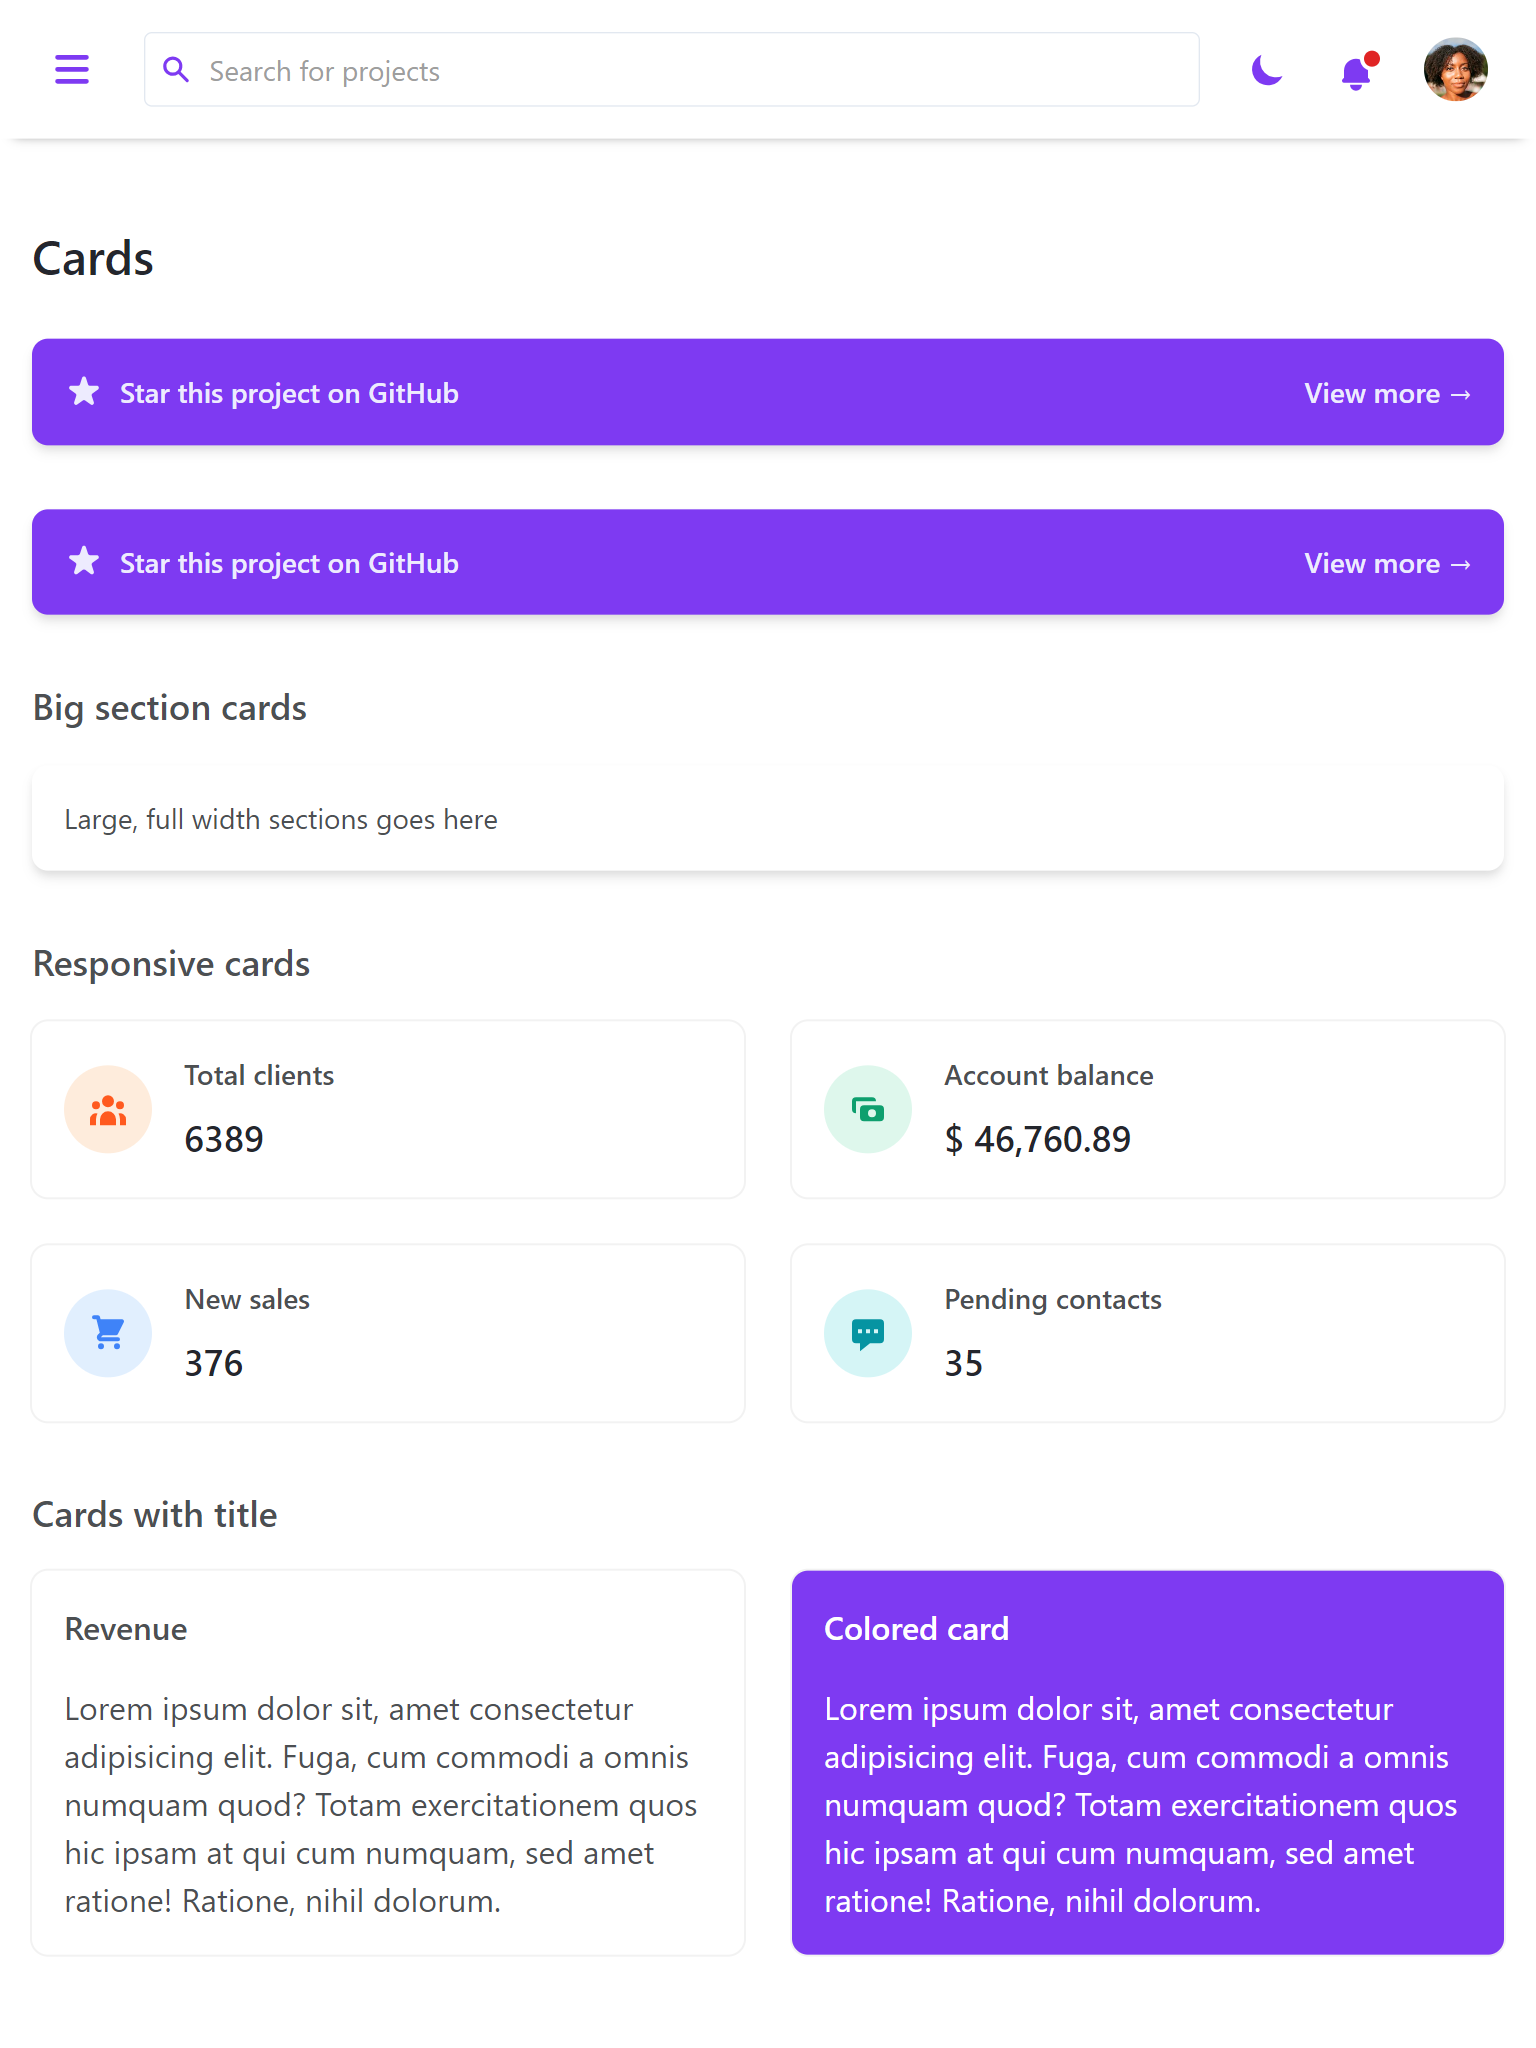 Search for projects
Cards
Star this project on GitHub
View more →
Star this project on GitHub
View more →
Big section cards
Large, full width sections goes here
Responsive cards
Total clients
6389
Account balance
$ 46,760.89
New sales
376
Pending contacts
35
Cards with title
Revenue
Lorem ipsum dolor sit, amet consectetur
adipisicing elit. Fuga, cum commodi a omnis
numquam quod? Totam exercitationem quos
hic ipsam at qui cum numquam, sed amet
ratione! Ratione, nihil dolorum.
Colored card
Lorem ipsum dolor sit, amet consectetur
adipisicing elit. Fuga, cum commodi a omnis
numquam quod? Totam exercitationem quos
hic ipsam at qui cum numquam, sed amet
ratione! Ratione, nihil dolorum.